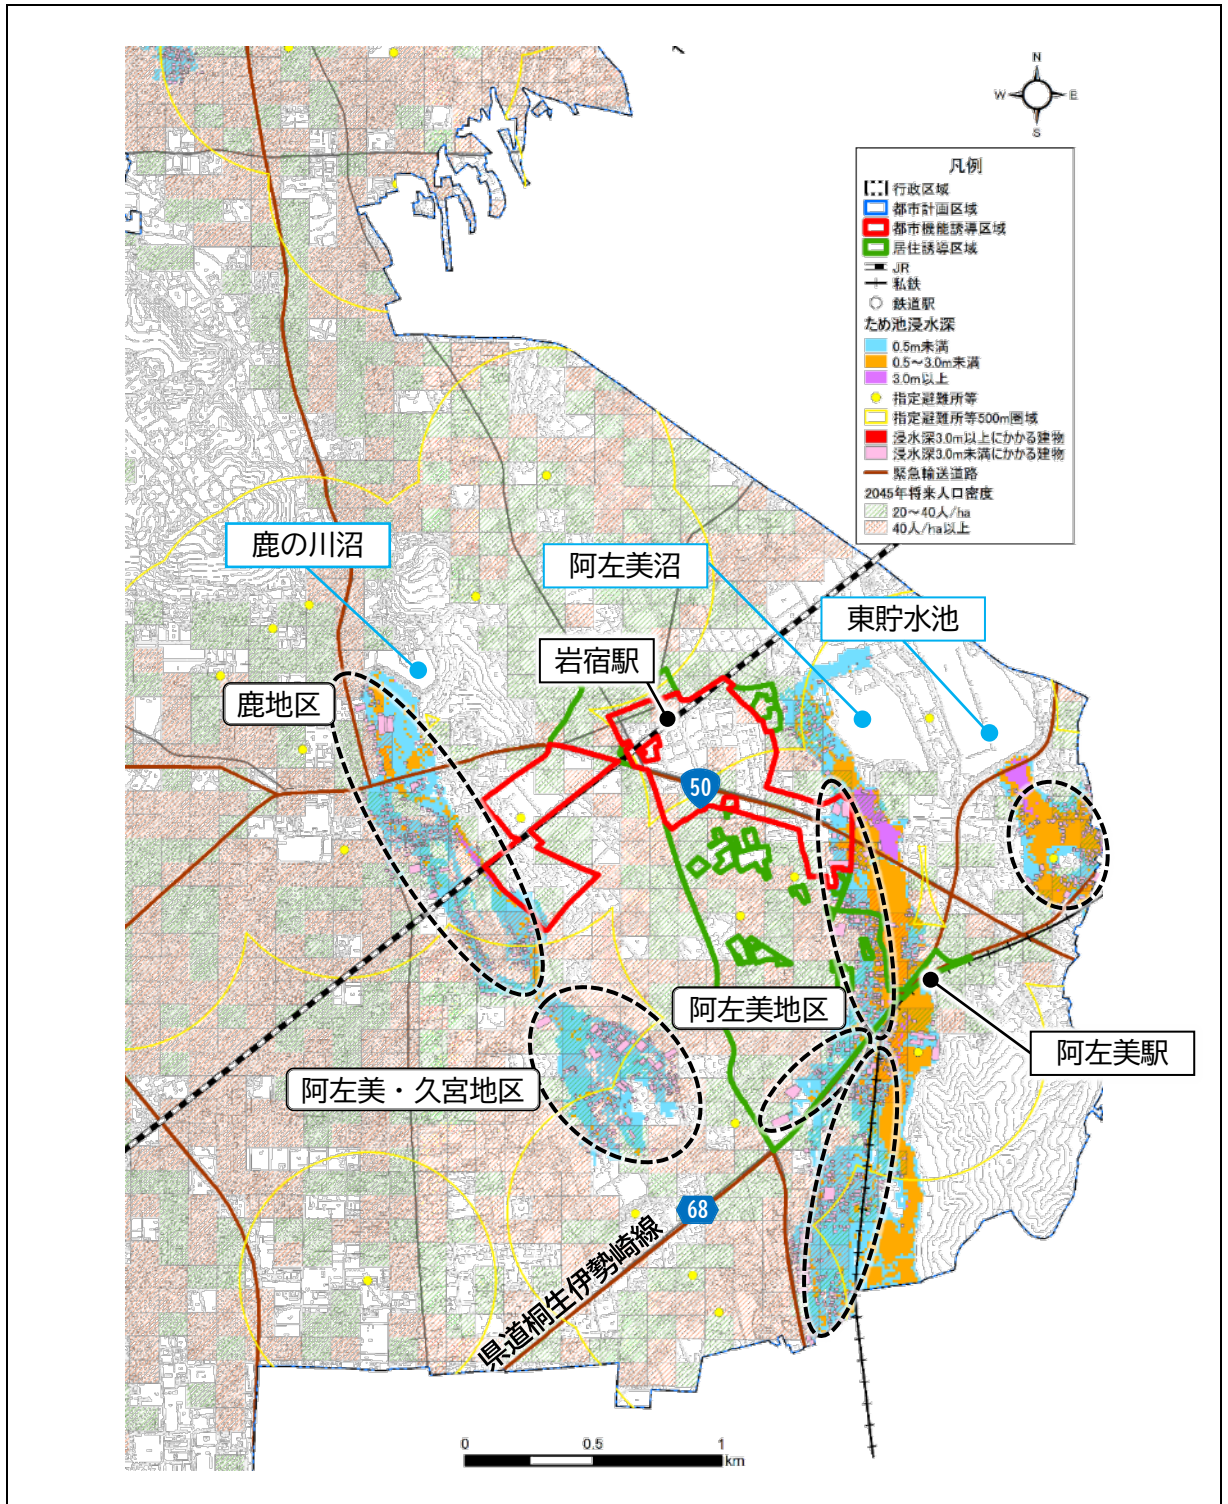 N
W
E
S
凡例
行政区域
都市計画区域
都市機能誘導区域
居住誘導区域
JR
私鉄
鉄道駅
ため池浸水深
0.5m未満
0.5～3.0m未満
3.0m以上
指定避難所等
指定避難所等500m圏域
浸水深3.0m以上にかかる建物
浸水深3.0m未満にかかる建物
緊急輸送道路
2045年将来人口密度
20～40人/ha
40人/ha以上
鹿の川沼
阿左美沼
東貯水池
岩宿駅
鹿地区
50
阿左美地区
阿左美駅
阿左美・久宮地区
68
県道桐生伊勢崎線
0
0.5
1
km